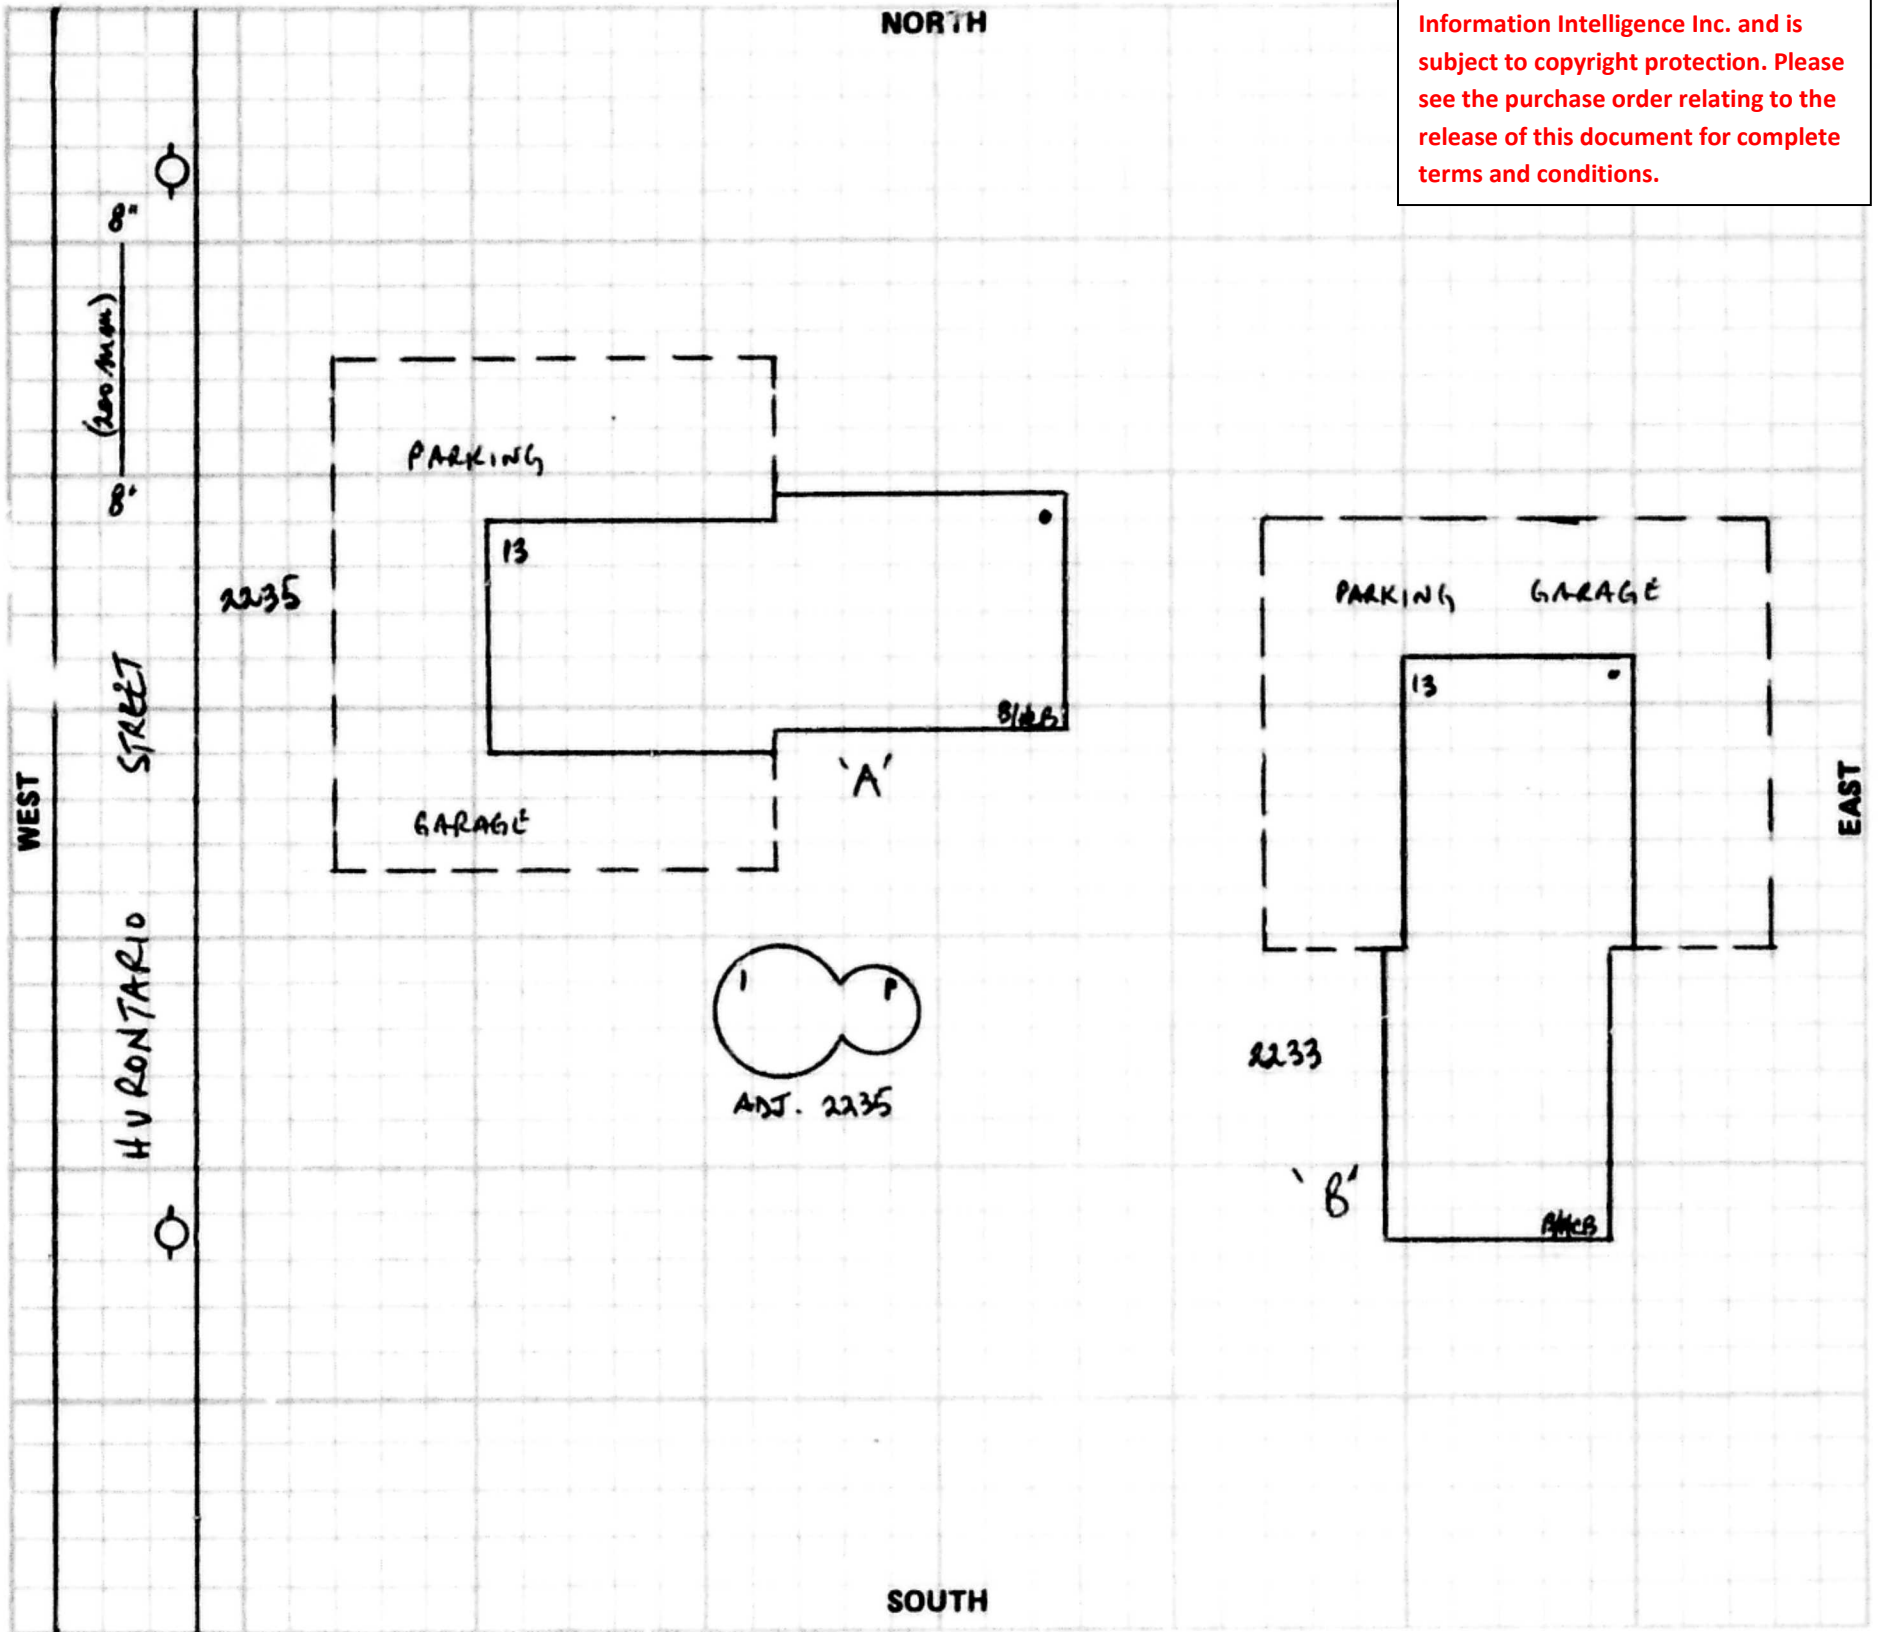 NORTH
Information Intelligence Inc. and is
subject to copyright protection. Please
see the purchase order relating to the
release of this document for complete
terms and conditions.
8"
(200mm)
8"
PARKING
13
2235
PARKING GARAGE
13
STREET
'A'
WEST
EAST
GARAGE
HURONTARIO
1
P
2233
ADJ. 2235
'B'
SOUTH